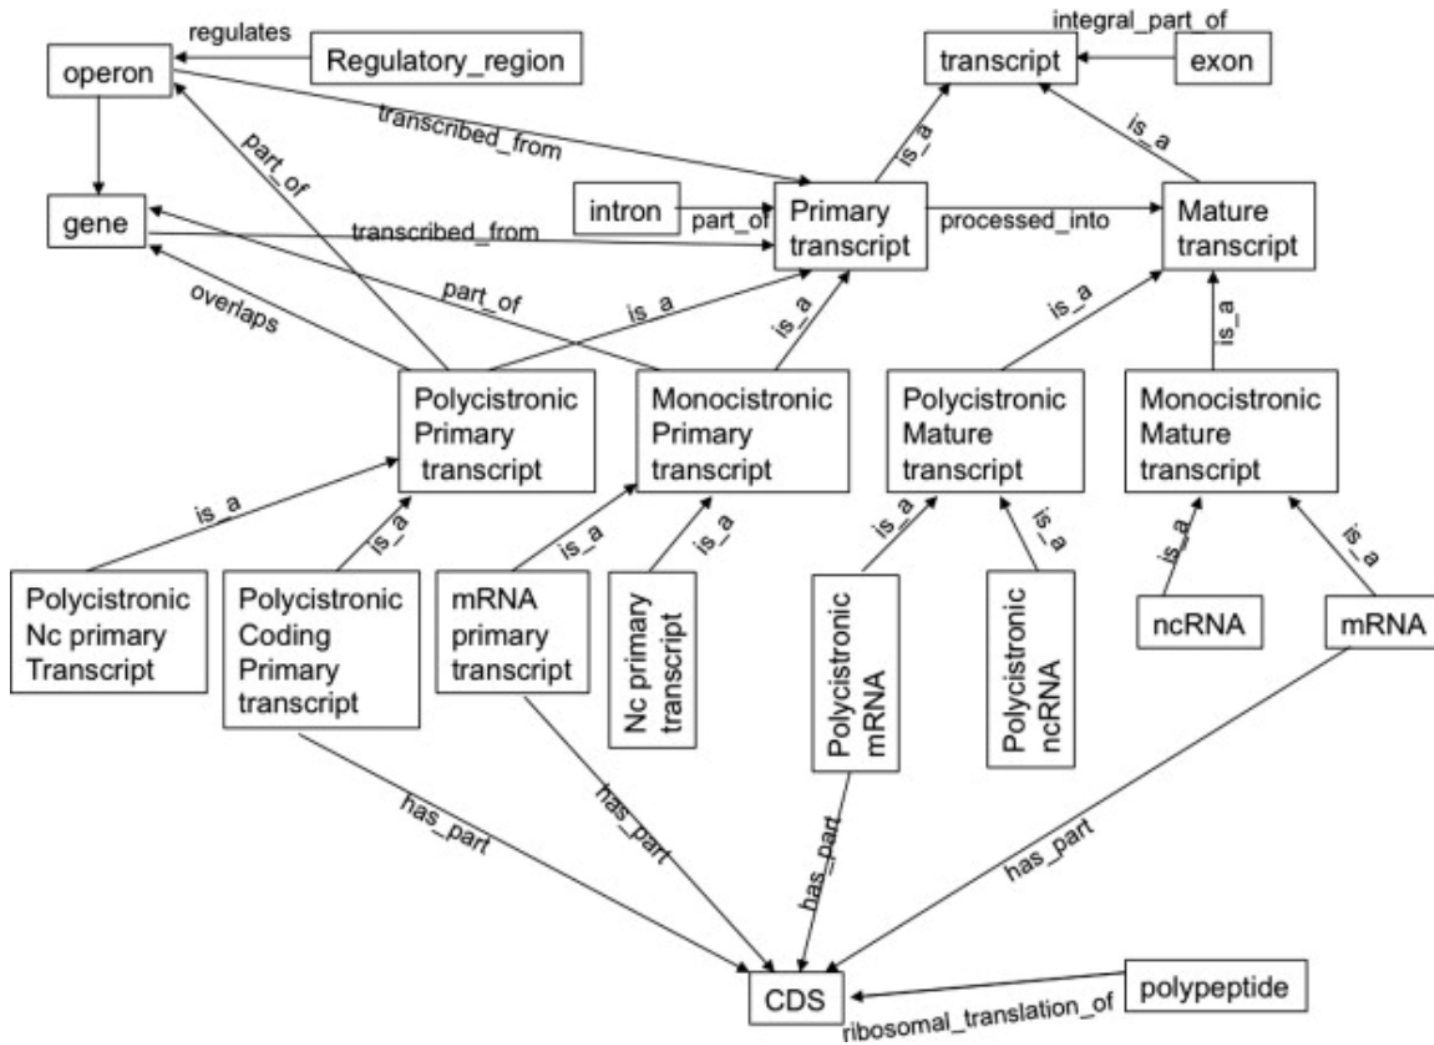 integral_part_of
regulates
operon
Regulatory_region
transcript
exon
transcribed_from
is_a
is_a
part_of
gene
intron
part_of
Primary
transcript
processed_into
Mature
transcript
transcribed_from
overlaps
part_of
is_a
is_a
is_a
is_a
Polycistronic
Primary
transcript
Monocistronic
Primary
transcript
Polycistronic
Mature
transcript
Monocistronic
Mature
transcript
is_a
is_a
is_a
is_a
is_a
is_a
is_a
is_a
Polycistronic
Nc primary
Transcript
Polycistronic
Coding
Primary
transcript
mRNA
primary
transcript
Nc primary
transcript
Polycistronic
mRNA
Polycistronic
ncRNA
ncRNA
mRNA
has_part
has_part
has_part
has_part
CDS
polypeptide
ribosomal_translation_of